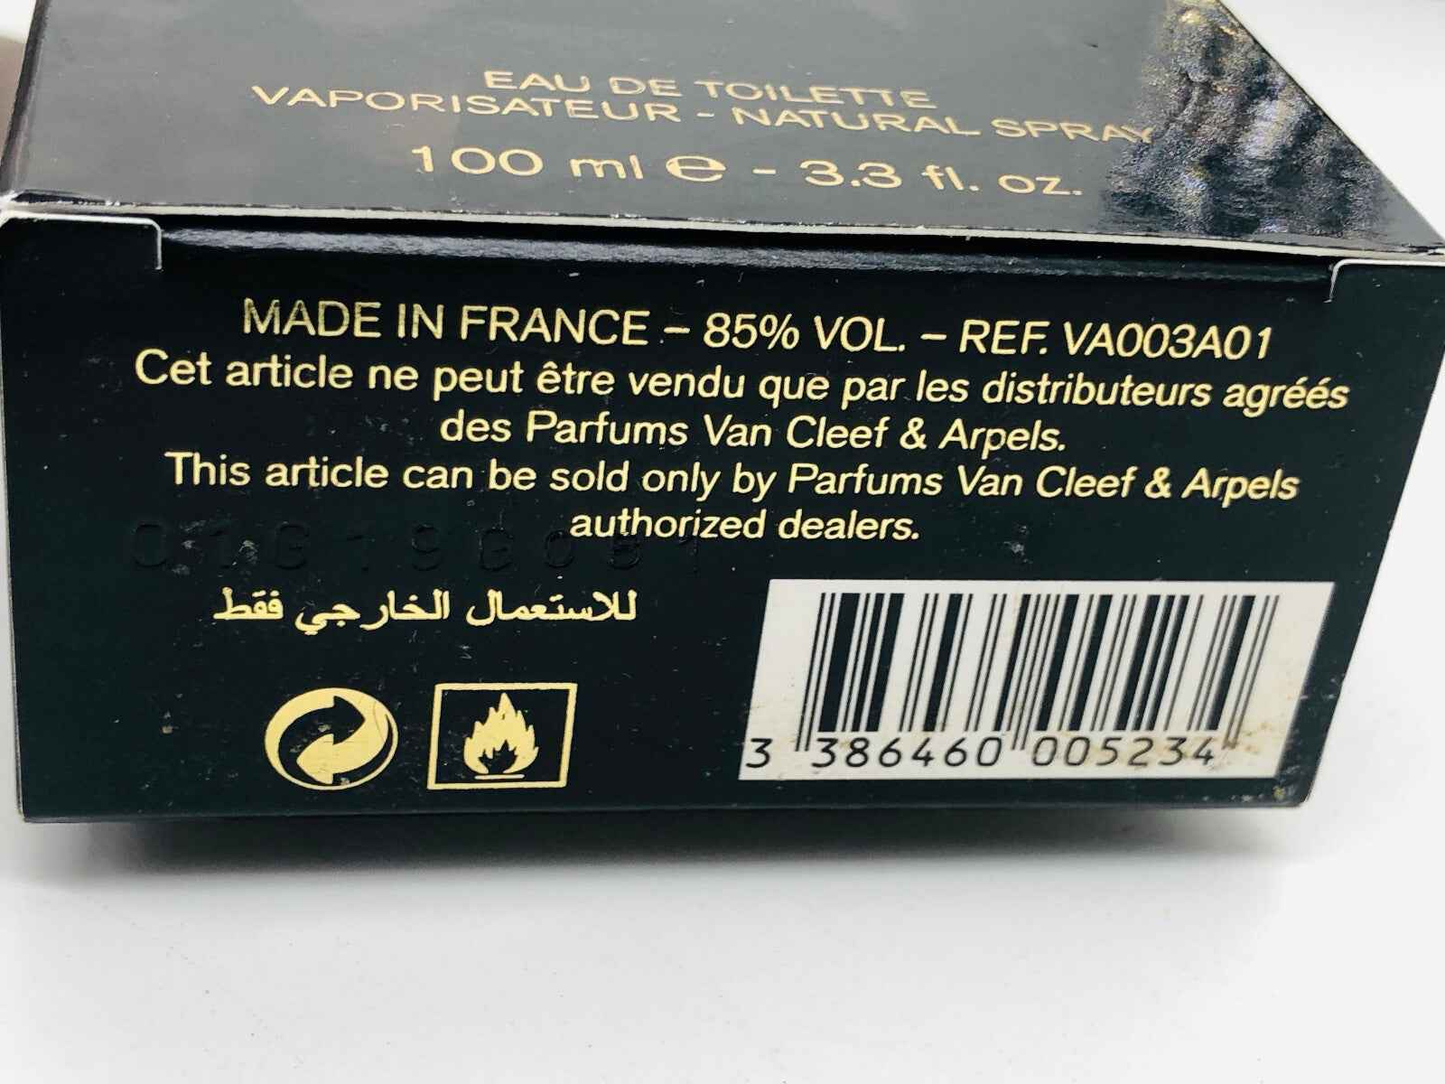 EAU DE TOILETTE
VAPORISATEUR - NATURAL SPRAY
100 ml ℮ - 3.3 fl. oz.
MADE IN FRANCE – 85% VOL. – REF. VA003A01
Cet article ne peut être vendu que par les distributeurs agréés
des Parfums Van Cleef & Arpels.
This article can be sold only by Parfums Van Cleef & Arpels
authorized dealers.
للاستعمال الخارجي فقط
3 386460 005234